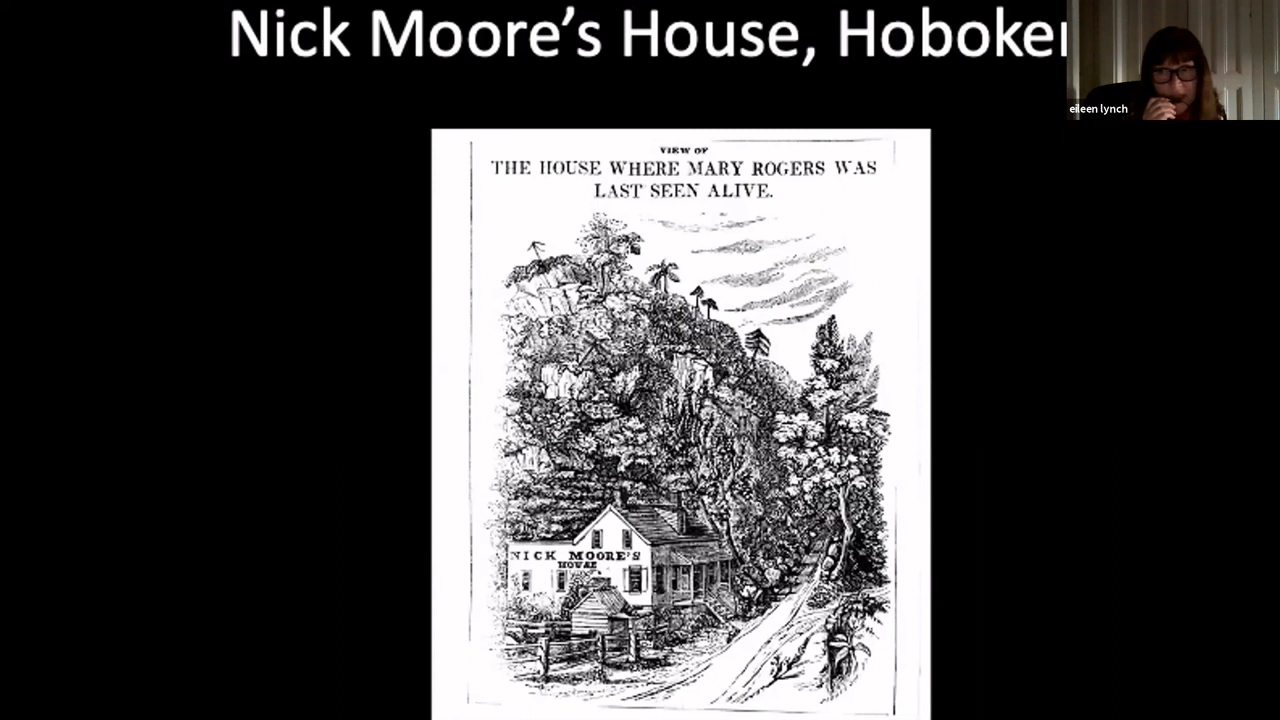 Nick Moore’s House, Hoboken
eileen lynch
VIEW OF
THE HOUSE WHERE MARY ROGERS WAS
LAST SEEN ALIVE.
NICK MOORE'S
HOUSE